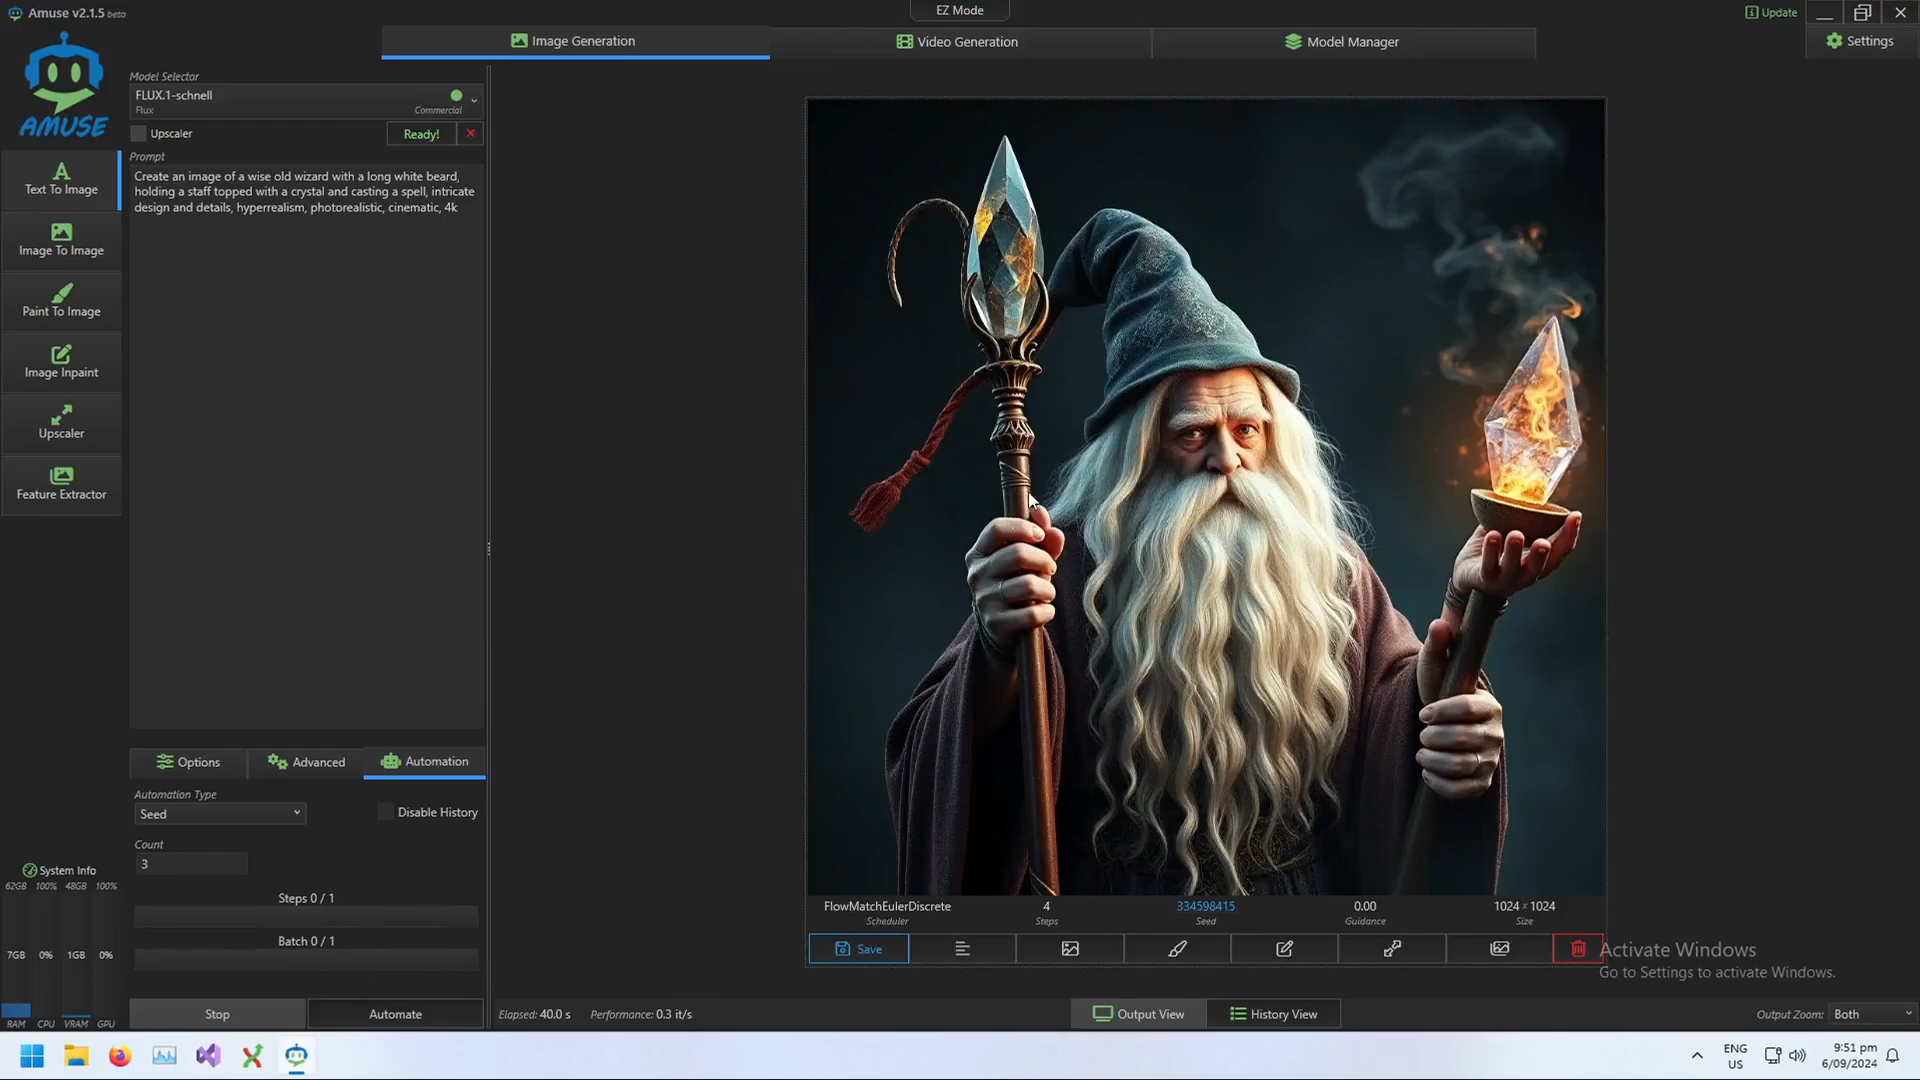 Amuse v2.1.5 beta
EZ Mode
Update
AMUSE
Image Generation
Video Generation
Model Manager
Settings
Model Selector
FLUX.1-schnell
Flux
Commercial
Upscaler
Ready!
Prompt
Create an image of a wise old wizard with a long white beard,
holding a staff topped with a crystal and casting a spell, intricate
design and details, hyperrealism, photorealistic, cinematic, 4k
Text To Image
Image To Image
Paint To Image
Image Inpaint
Upscaler
Feature Extractor
Options
Advanced
Automation
Automation Type
Seed
Disable History
Count
3
Steps 0 / 1
Batch 0 / 1
System Info
62GB 100% 48GB 100%
7GB 0% 1GB 0%
RAM CPU VRAM GPU
Stop
Automate
FlowMatchEulerDiscrete
Scheduler
4
Steps
334598415
Seed
0.00
Guidance
1024 × 1024
Size
Save
Activate Windows
Go to Settings to activate Windows.
Elapsed: 40.0 s
Performance: 0.3 it/s
Output View
History View
Output Zoom: Both
ENG
US
9:51 pm
6/09/2024